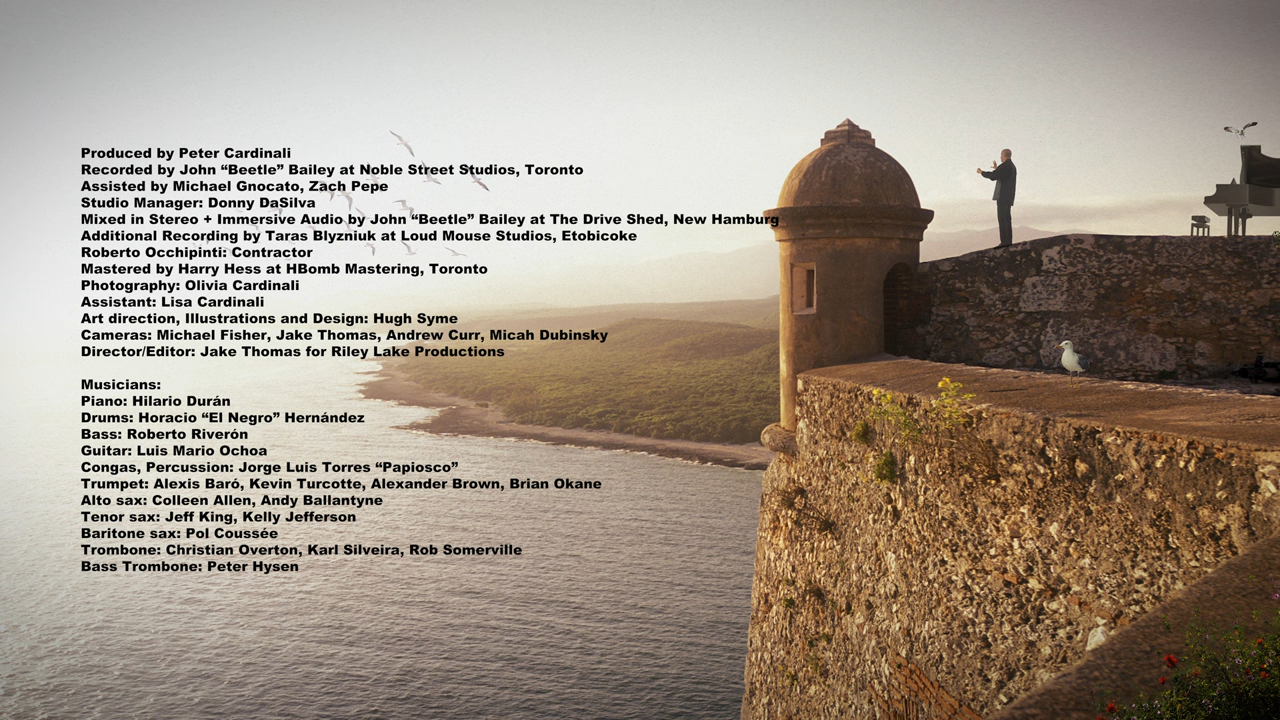 Produced by Peter Cardinali
Recorded by John “Beetle” Bailey at Noble Street Studios, Toronto
Assisted by Michael Gnocato, Zach Pepe
Studio Manager: Donny DaSilva
Mixed in Stereo + Immersive Audio by John “Beetle” Bailey at The Drive Shed, New Hamburg
Additional Recording by Taras Blyzniuk at Loud Mouse Studios, Etobicoke
Roberto Occhipinti: Contractor
Mastered by Harry Hess at HBomb Mastering, Toronto
Photography: Olivia Cardinali
Assistant: Lisa Cardinali
Art direction, Illustrations and Design: Hugh Syme
Cameras: Michael Fisher, Jake Thomas, Andrew Curr, Micah Dubinsky
Director/Editor: Jake Thomas for Riley Lake Productions
Musicians:
Piano: Hilario Durán
Drums: Horacio “El Negro” Hernández
Bass: Roberto Riverón
Guitar: Luis Mario Ochoa
Congas, Percussion: Jorge Luis Torres “Papiosco”
Trumpet: Alexis Baró, Kevin Turcotte, Alexander Brown, Brian Okane
Alto sax: Colleen Allen, Andy Ballantyne
Tenor sax: Jeff King, Kelly Jefferson
Baritone sax: Pol Coussée
Trombone: Christian Overton, Karl Silveira, Rob Somerville
Bass Trombone: Peter Hysen